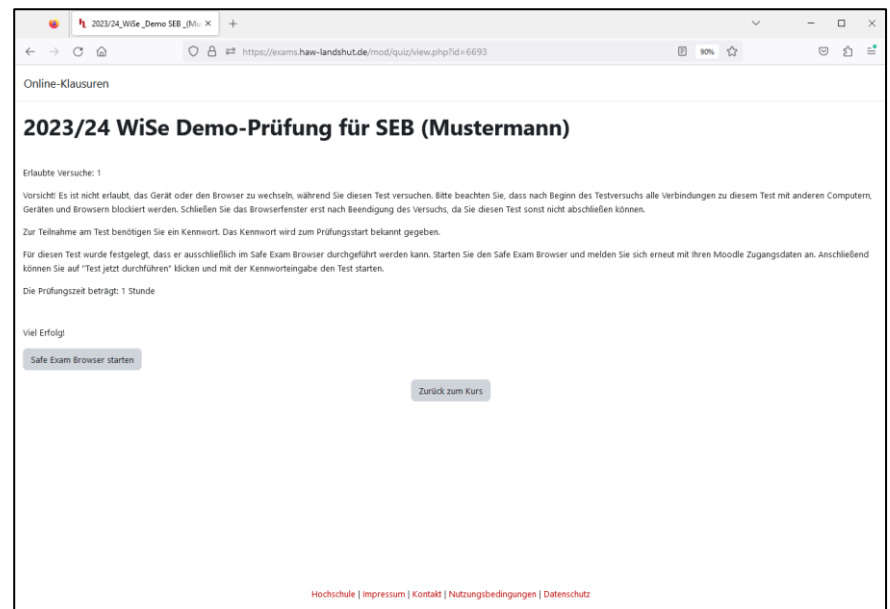 2023/24_WiSe _Demo SEB _(Mu
https://exams.haw-landshut.de/mod/quiz/view.php?id=6693
90%
Online-Klausuren
2023/24 WiSe Demo-Prüfung für SEB (Mustermann)
Erlaubte Versuche: 1
Vorsicht! Es ist nicht erlaubt, das Gerät oder den Browser zu wechseln, während Sie diesen Test versuchen. Bitte beachten Sie, dass nach Beginn des Testversuchs alle Verbindungen zu diesem Test mit anderen Computern,
Geräten und Browsern blockiert werden. Schließen Sie das Browserfenster erst nach Beendigung des Versuchs, da Sie diesen Test sonst nicht abschließen können.
Zur Teilnahme am Test benötigen Sie ein Kennwort. Das Kennwort wird zum Prüfungsstart bekannt gegeben.
Für diesen Test wurde festgelegt, dass er ausschließlich im Safe Exam Browser durchgeführt werden kann. Starten Sie den Safe Exam Browser und melden Sie sich erneut mit Ihren Moodle Zugangsdaten an. Anschließend
können Sie auf "Test jetzt durchführen" klicken und mit der Kennworteingabe den Test starten.
Die Prüfungszeit beträgt: 1 Stunde
Viel Erfolg!
Safe Exam Browser starten
Zurück zum Kurs
Hochschule | Impressum | Kontakt | Nutzungsbedingungen | Datenschutz